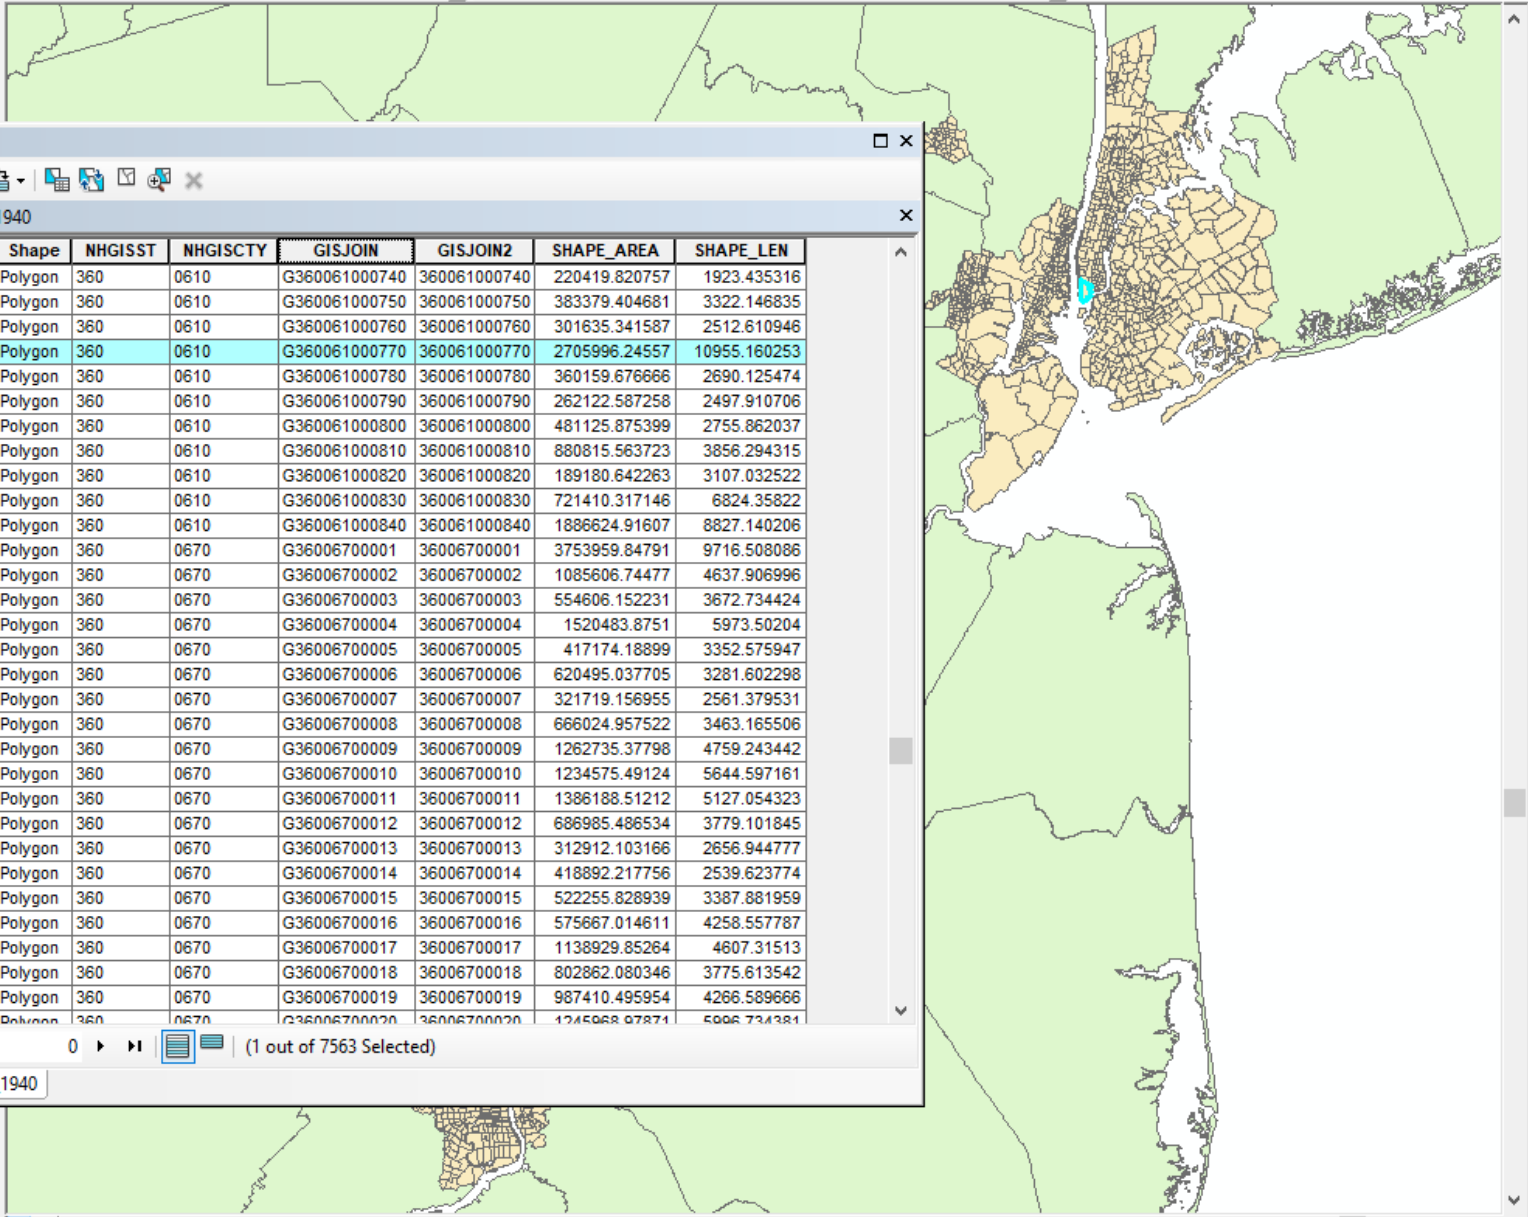 1940
Shape NHGISST NHGISCTY GISJOIN GISJOIN2 SHAPE_AREA SHAPE_LEN
Polygon 360 0610 G360061000740 360061000740 220419.820757 1923.435316
Polygon 360 0610 G360061000750 360061000750 383379.404681 3322.146835
Polygon 360 0610 G360061000760 360061000760 301635.341587 2512.610946
Polygon 360 0610 G360061000770 360061000770 2705996.24557 10955.160253
Polygon 360 0610 G360061000780 360061000780 360159.676666 2690.125474
Polygon 360 0610 G360061000790 360061000790 262122.587258 2497.910706
Polygon 360 0610 G360061000800 360061000800 481125.875399 2755.862037
Polygon 360 0610 G360061000810 360061000810 880815.563723 3856.294315
Polygon 360 0610 G360061000820 360061000820 189180.642263 3107.032522
Polygon 360 0610 G360061000830 360061000830 721410.317146 6824.35822
Polygon 360 0610 G360061000840 360061000840 1886624.91607 8827.140206
Polygon 360 0670 G36006700001 36006700001 3753959.84791 9716.508086
Polygon 360 0670 G36006700002 36006700002 1085606.74477 4637.906996
Polygon 360 0670 G36006700003 36006700003 554606.152231 3672.734424
Polygon 360 0670 G36006700004 36006700004 1520483.8751 5973.50204
Polygon 360 0670 G36006700005 36006700005 417174.18899 3352.575947
Polygon 360 0670 G36006700006 36006700006 620495.037705 3281.602298
Polygon 360 0670 G36006700007 36006700007 321719.156955 2561.379531
Polygon 360 0670 G36006700008 36006700008 666024.957522 3463.165506
Polygon 360 0670 G36006700009 36006700009 1262735.37798 4759.243442
Polygon 360 0670 G36006700010 36006700010 1234575.49124 5644.597161
Polygon 360 0670 G36006700011 36006700011 1386188.51212 5127.054323
Polygon 360 0670 G36006700012 36006700012 686985.486534 3779.101845
Polygon 360 0670 G36006700013 36006700013 312912.103166 2656.944777
Polygon 360 0670 G36006700014 36006700014 418892.217756 2539.623774
Polygon 360 0670 G36006700015 36006700015 522255.828939 3387.881959
Polygon 360 0670 G36006700016 36006700016 575667.014611 4258.557787
Polygon 360 0670 G36006700017 36006700017 1138929.85264 4607.31513
Polygon 360 0670 G36006700018 36006700018 802862.080346 3775.613542
Polygon 360 0670 G36006700019 36006700019 987410.495954 4266.589666
Polygon 360 0670 G36006700020 36006700020 1245968.97871 5996.734381
0 (1 out of 7563 Selected)
1940